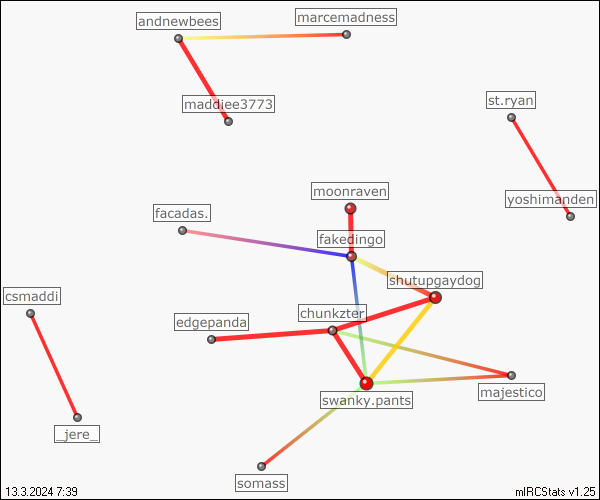 marcemadness
andnewbees
maddiee3773
st.ryan
moonraven
yoshimanden
facadas.
fakedingo
shutupgaydog
csmaddi
chunkzter
edgepanda
majestico
swanky.pants
_jere_
somass
13.3.2024 7:39
mIRCStats v1.25